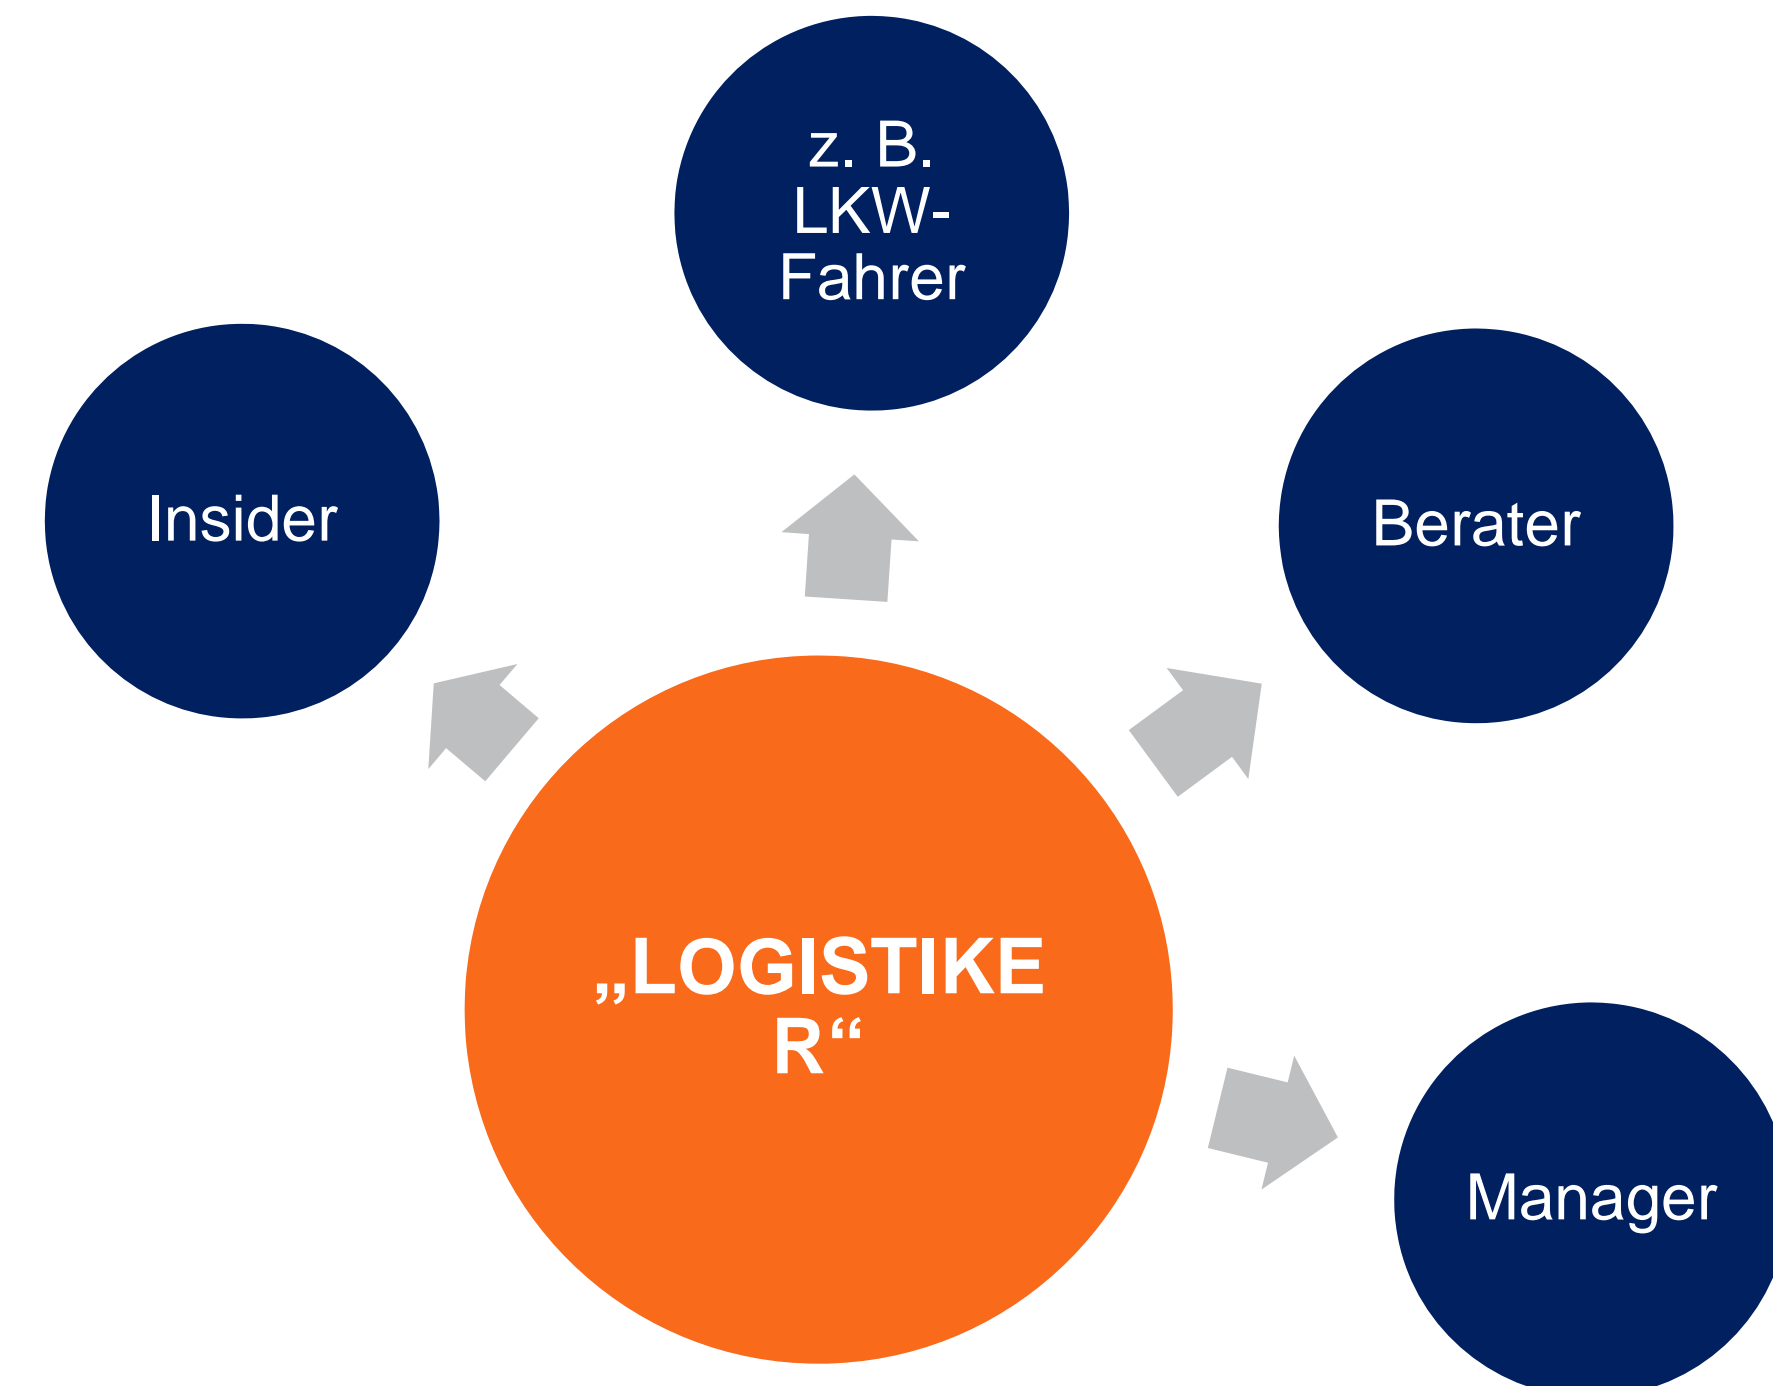 z. B.
LKW-
Fahrer
Insider
Berater
„LOGISTIKE
R“
Manager